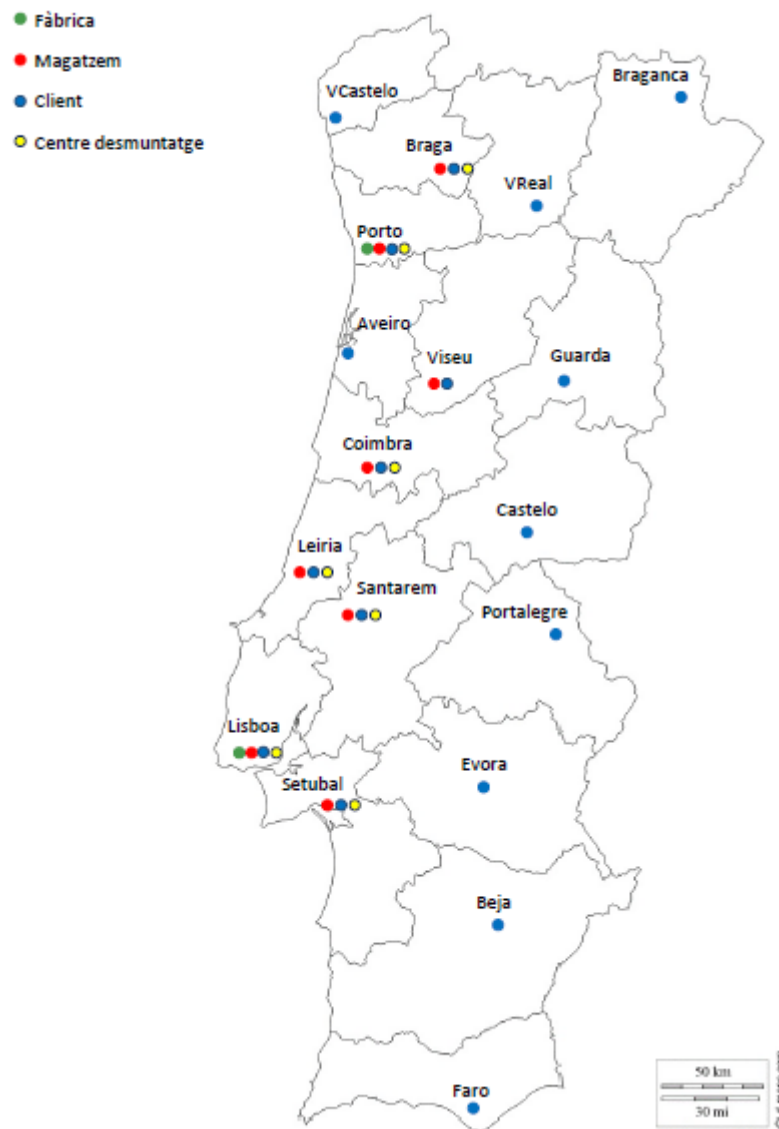 Fàbrica
Magatzem
Client
Centre desmuntatge
Braganca
VCastelo
Braga
VReal
Porto
Aveiro
Viseu
Guarda
Coimbra
Castelo
Leiria
Santarem
Portalegre
Lisboa
Evora
Setubal
Beja
Faro
50 km
30 mi